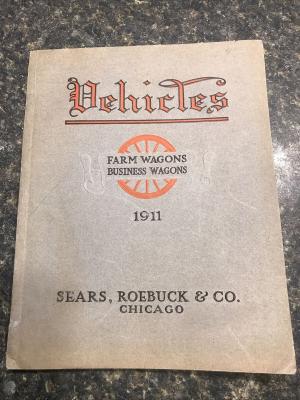 Vehicles
FARM WAGONS
BUSINESS WAGONS
1911
SEARS, ROEBUCK & CO.
CHICAGO